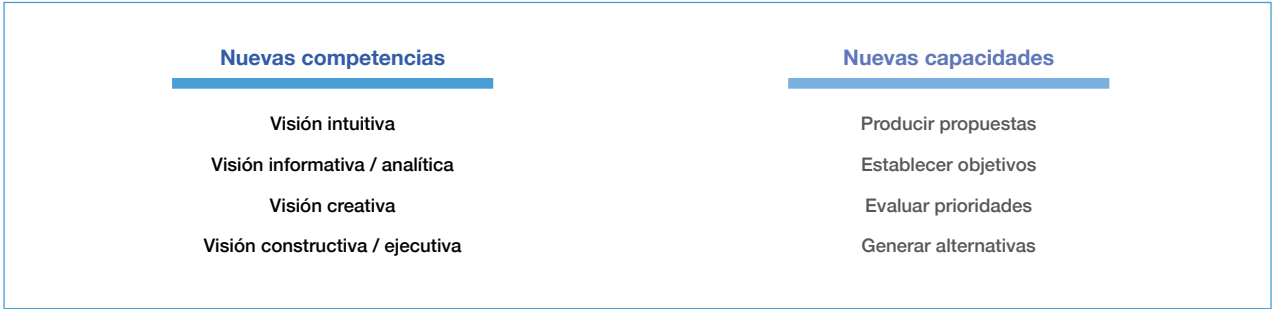 Nuevas competencias
Visión intuitiva
Visión informativa / analítica
Visión creativa
Visión constructiva / ejecutiva
Nuevas capacidades
Producir propuestas
Establecer objetivos
Evaluar prioridades
Generar alternativas